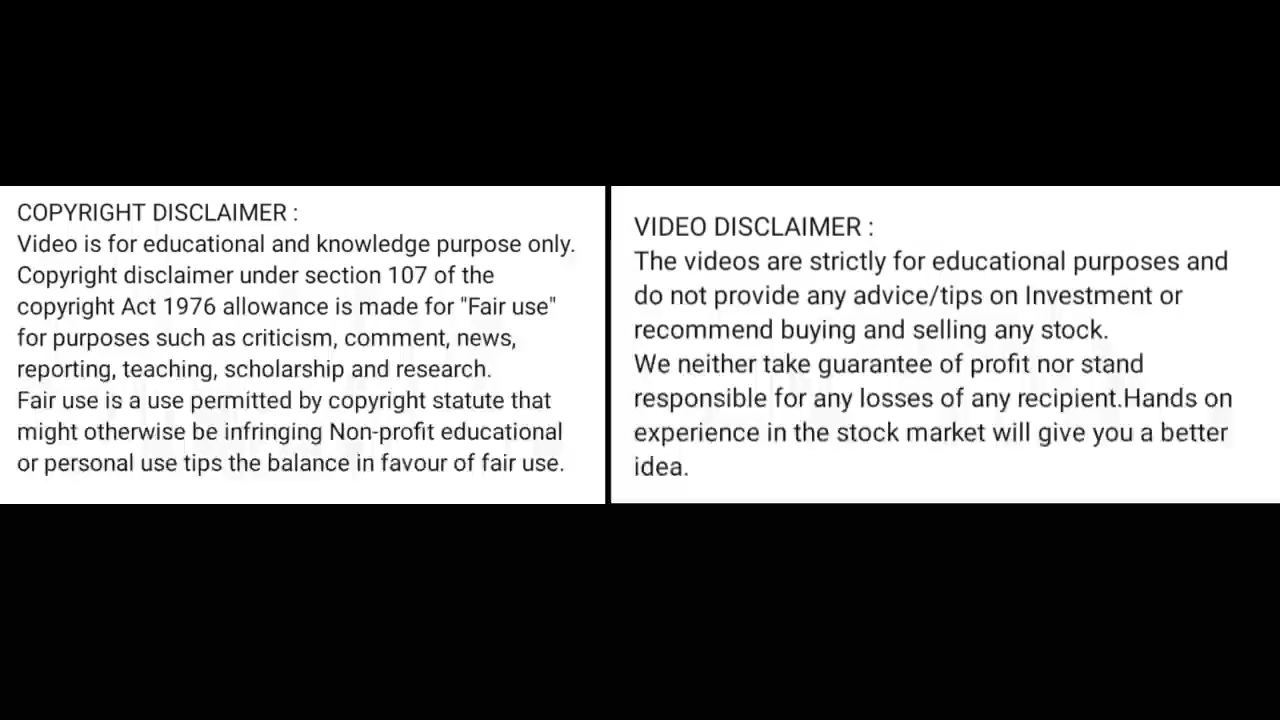 COPYRIGHT DISCLAIMER :
Video is for educational and knowledge purpose only.
Copyright disclaimer under section 107 of the
copyright Act 1976 allowance is made for "Fair use"
for purposes such as criticism, comment, news,
reporting, teaching, scholarship and research.
Fair use is a use permitted by copyright statute that
might otherwise be infringing Non-profit educational
or personal use tips the balance in favour of fair use.
VIDEO DISCLAIMER :
The videos are strictly for educational purposes and
do not provide any advice/tips on Investment or
recommend buying and selling any stock.
We neither take guarantee of profit nor stand
responsible for any losses of any recipient.Hands on
experience in the stock market will give you a better
idea.